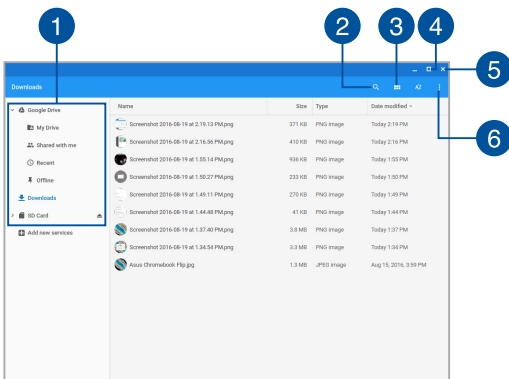 1
2
3
4
5
6
Downloads
AZ
Google Drive
My Drive
Shared with me
Recent
Offline
Downloads
SD Card
Add new services
Name Size Type Date modified
Screenshot 2016-08-19 at 2.19.13 PM.png 371 KB PNG image Today 2:19 PM
Screenshot 2016-08-19 at 2.16.56 PM.png 410 KB PNG image Today 2:16 PM
Screenshot 2016-08-19 at 1.55.14 PM.png 936 KB PNG image Today 1:55 PM
Screenshot 2016-08-19 at 1.50.27 PM.png 233 KB PNG image Today 1:50 PM
Screenshot 2016-08-19 at 1.49.11 PM.png 270 KB PNG image Today 1:49 PM
Screenshot 2016-08-19 at 1.44.48 PM.png 41 KB PNG image Today 1:44 PM
Screenshot 2016-08-19 at 1.37.40 PM.png 3.8 MB PNG image Today 1:37 PM
Screenshot 2016-08-19 at 1.34.54 PM.png 3.3 MB PNG image Today 1:34 PM
Asus Chromebook Flip.jpg 1.3 MB JPEG image Aug 15, 2016, 3:59 PM